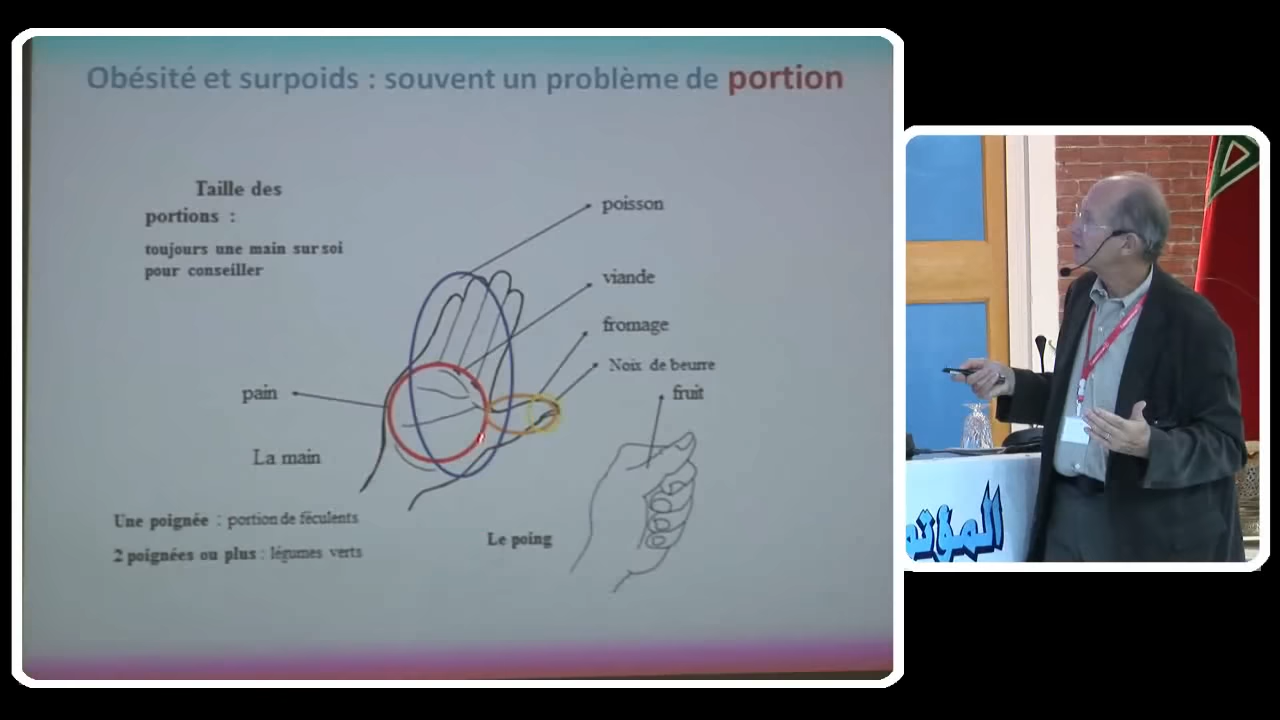 Obésité et surpoids : souvent un problème de portion
Taille des
portions :
toujours une main sur soi
pour conseiller
poisson
viande
fromage
Noix de beurre
fruit
pain
La main
Une poignée : portion de féculents
2 poignées ou plus : légumes verts
Le poing
المؤتم